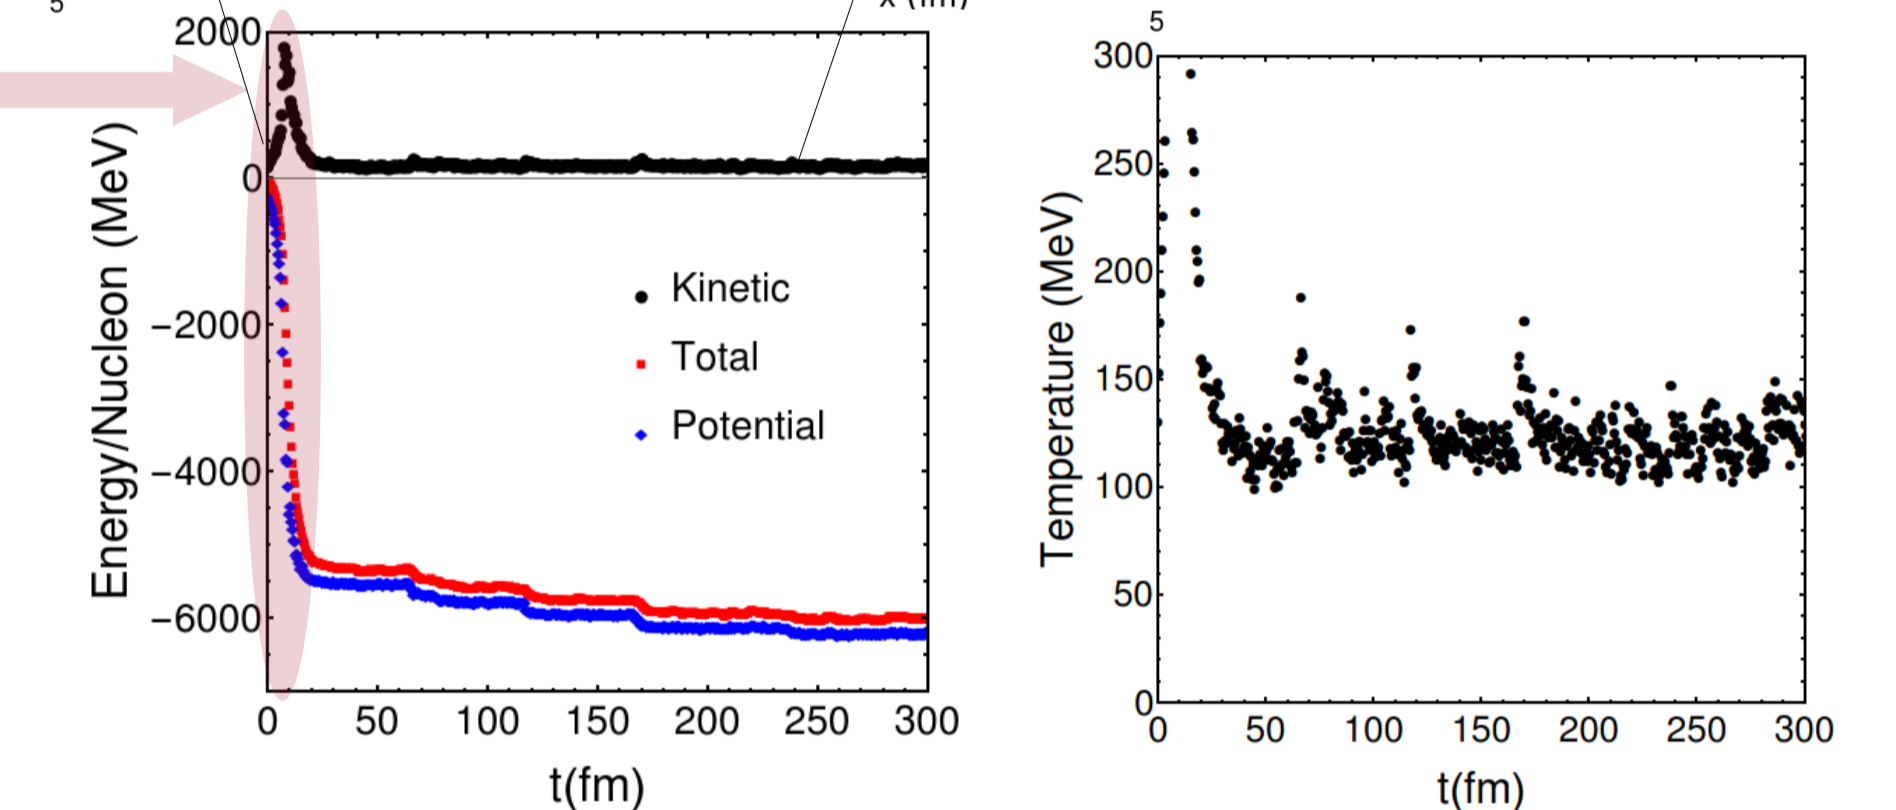 5
x (fm)
2000
0
−2000
−4000
−6000
Energy/Nucleon (MeV)
Kinetic
Total
Potential
0 50 100 150 200 250 300
t(fm)
5
300
250
200
150
100
50
0
Temperature (MeV)
0 50 100 150 200 250 300
t(fm)